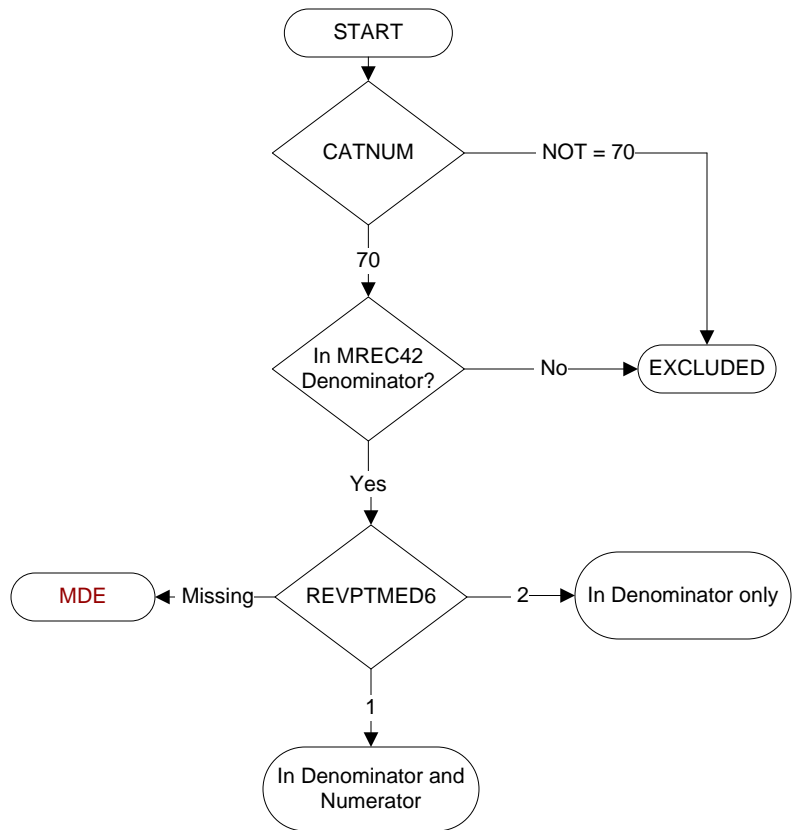 START
CATNUM
NOT = 70
70
In MREC42
Denominator?
No
EXCLUDED
Yes
MDE
Missing
REVPTMED6
2
In Denominator only
1
In Denominator and
Numerator